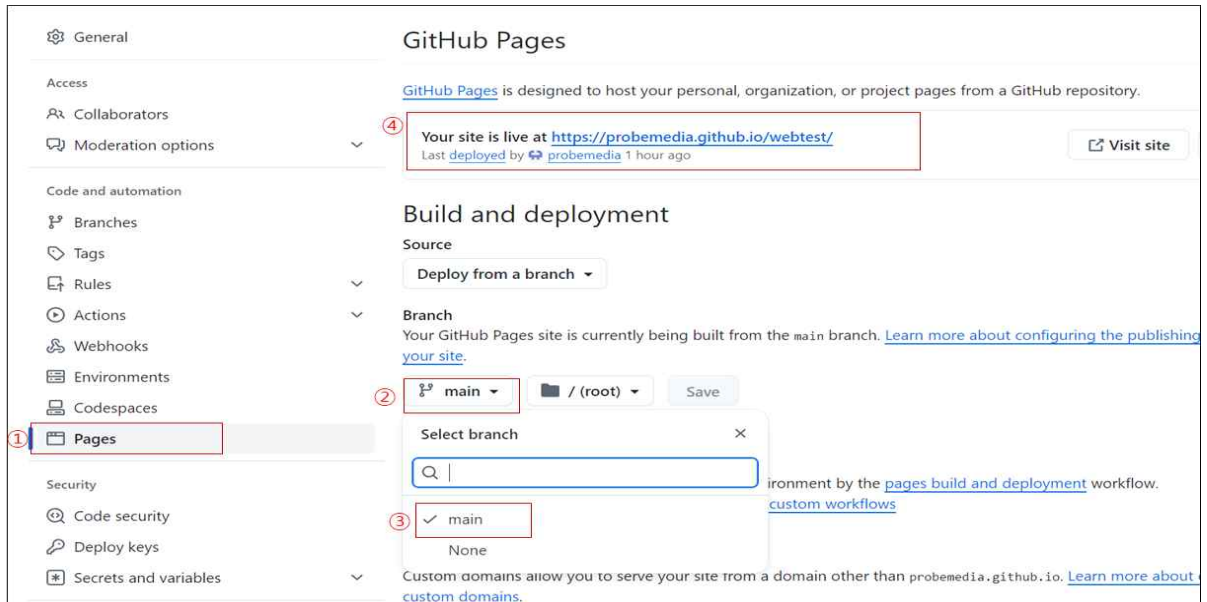 General
Access
Collaborators
Moderation options
Code and automation
Branches
Tags
Rules
Actions
Webhooks
Environments
Codespaces
① Pages
Security
Code security
Deploy keys
Secrets and variables
GitHub Pages
GitHub Pages is designed to host your personal, organization, or project pages from a GitHub repository.
④ Your site is live at https://probemedia.github.io/webtest/
Last deployed by probemedia 1 hour ago
Visit site
Build and deployment
Source
Deploy from a branch
Branch
Your GitHub Pages site is currently being built from the main branch. Learn more about configuring the publishing
your site.
② main / (root) Save
Select branch
ironment by the pages build and deployment workflow.
custom workflows
③ main
None
Custom domains allow you to serve your site from a domain other than probemedia.github.io. Learn more about
custom domains.